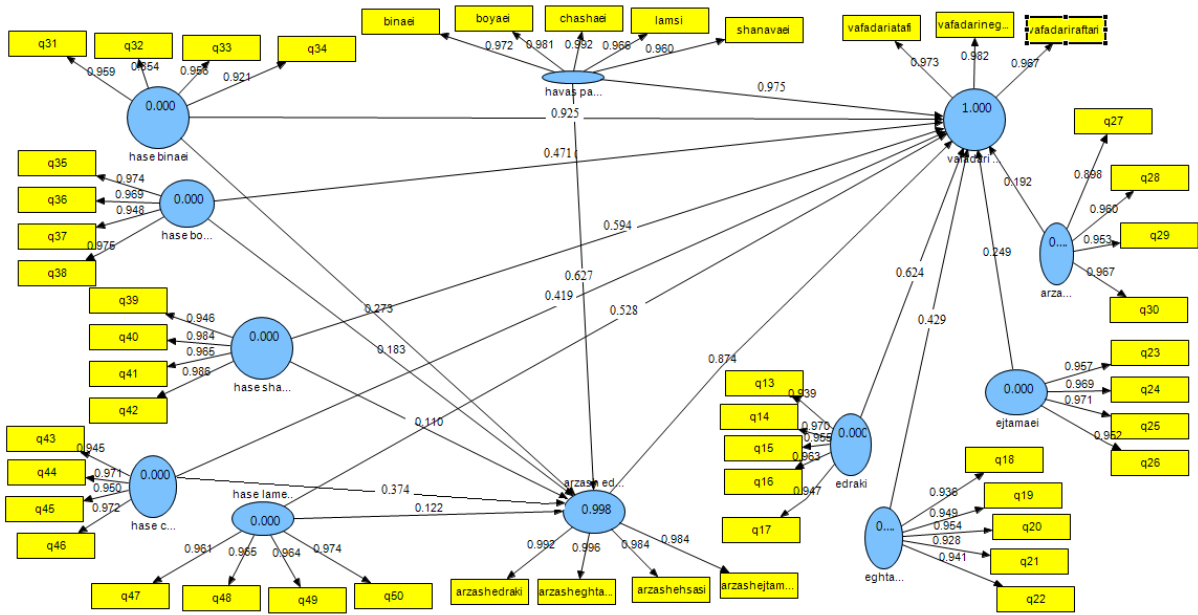 binaei
boyaei
chashaei
lamsi
shanavaei
vafadariatafi
vafadarineg...
vafadariraftari
q31
q32
q33
q34
0.972
0.981
0.992
0.966
0.960
0.973
0.982
0.967
0.959
0.954
0.956
0.921
havas pa...
0.975
0.000
hase binaei
0.925
1.000
vafadari ...
q27
0.898
q35
q36
q37
q38
0.974
0.969
0.948
0.975
0.000
hase bo...
0.471
0.192
q28
q29
q30
0.960
0.953
0.967
0....
arza...
0.594
0.627
0.624
0.249
0.273
0.419
0.528
0.429
q39
q40
q41
q42
0.946
0.984
0.965
0.986
0.000
hase sha...
0.183
0.874
q23
q24
q25
q26
0.957
0.969
0.971
0.952
0.000
ejtamaei
q13
q14
q15
q16
q17
0.939
0.970
0.955
0.963
0.947
0.000
edraki
0.110
q43
q44
q45
q46
0.945
0.971
0.950
0.972
0.000
hase c...
0.374
hase lame...
0.000
0.122
arzash ed...
0.998
q18
q19
q20
q21
q22
0.938
0.949
0.954
0.928
0.941
0....
eghta...
0.961
0.965
0.964
0.974
q47
q48
q49
q50
0.992
0.996
0.984
0.984
arzashedraki
arzasheghta...
arzashehsasi
arzashejtam...